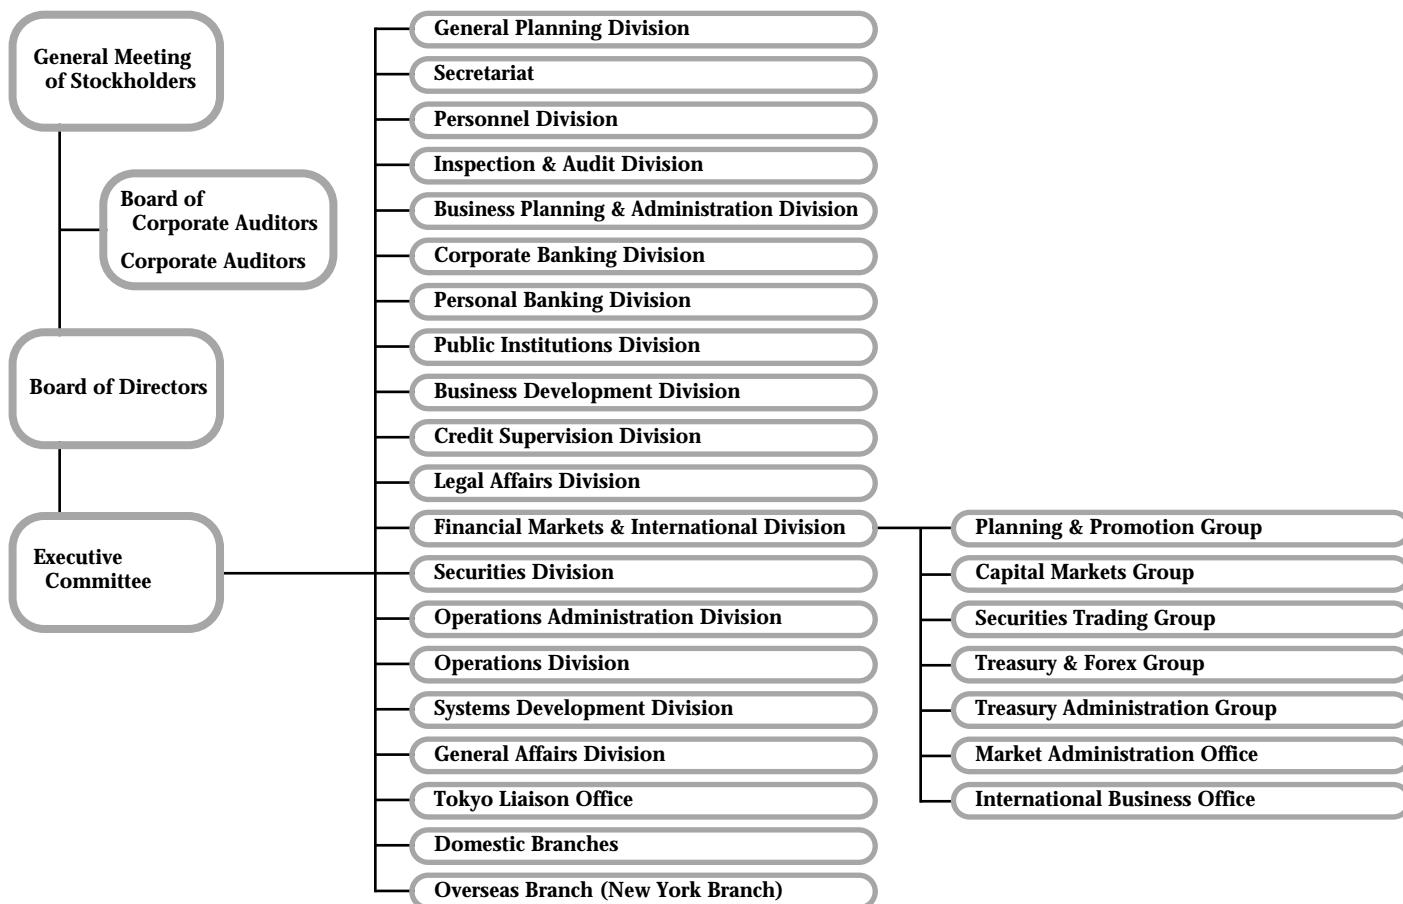 General Meeting
of Stockholders
Board of
Corporate Auditors
Corporate Auditors
Board of Directors
Executive
Committee
General Planning Division
Secretariat
Personnel Division
Inspection & Audit Division
Business Planning & Administration Division
Corporate Banking Division
Personal Banking Division
Public Institutions Division
Business Development Division
Credit Supervision Division
Legal Affairs Division
Financial Markets & International Division
Securities Division
Operations Administration Division
Operations Division
Systems Development Division
General Affairs Division
Tokyo Liaison Office
Domestic Branches
Overseas Branch (New York Branch)
Planning & Promotion Group
Capital Markets Group
Securities Trading Group
Treasury & Forex Group
Treasury Administration Group
Market Administration Office
International Business Office